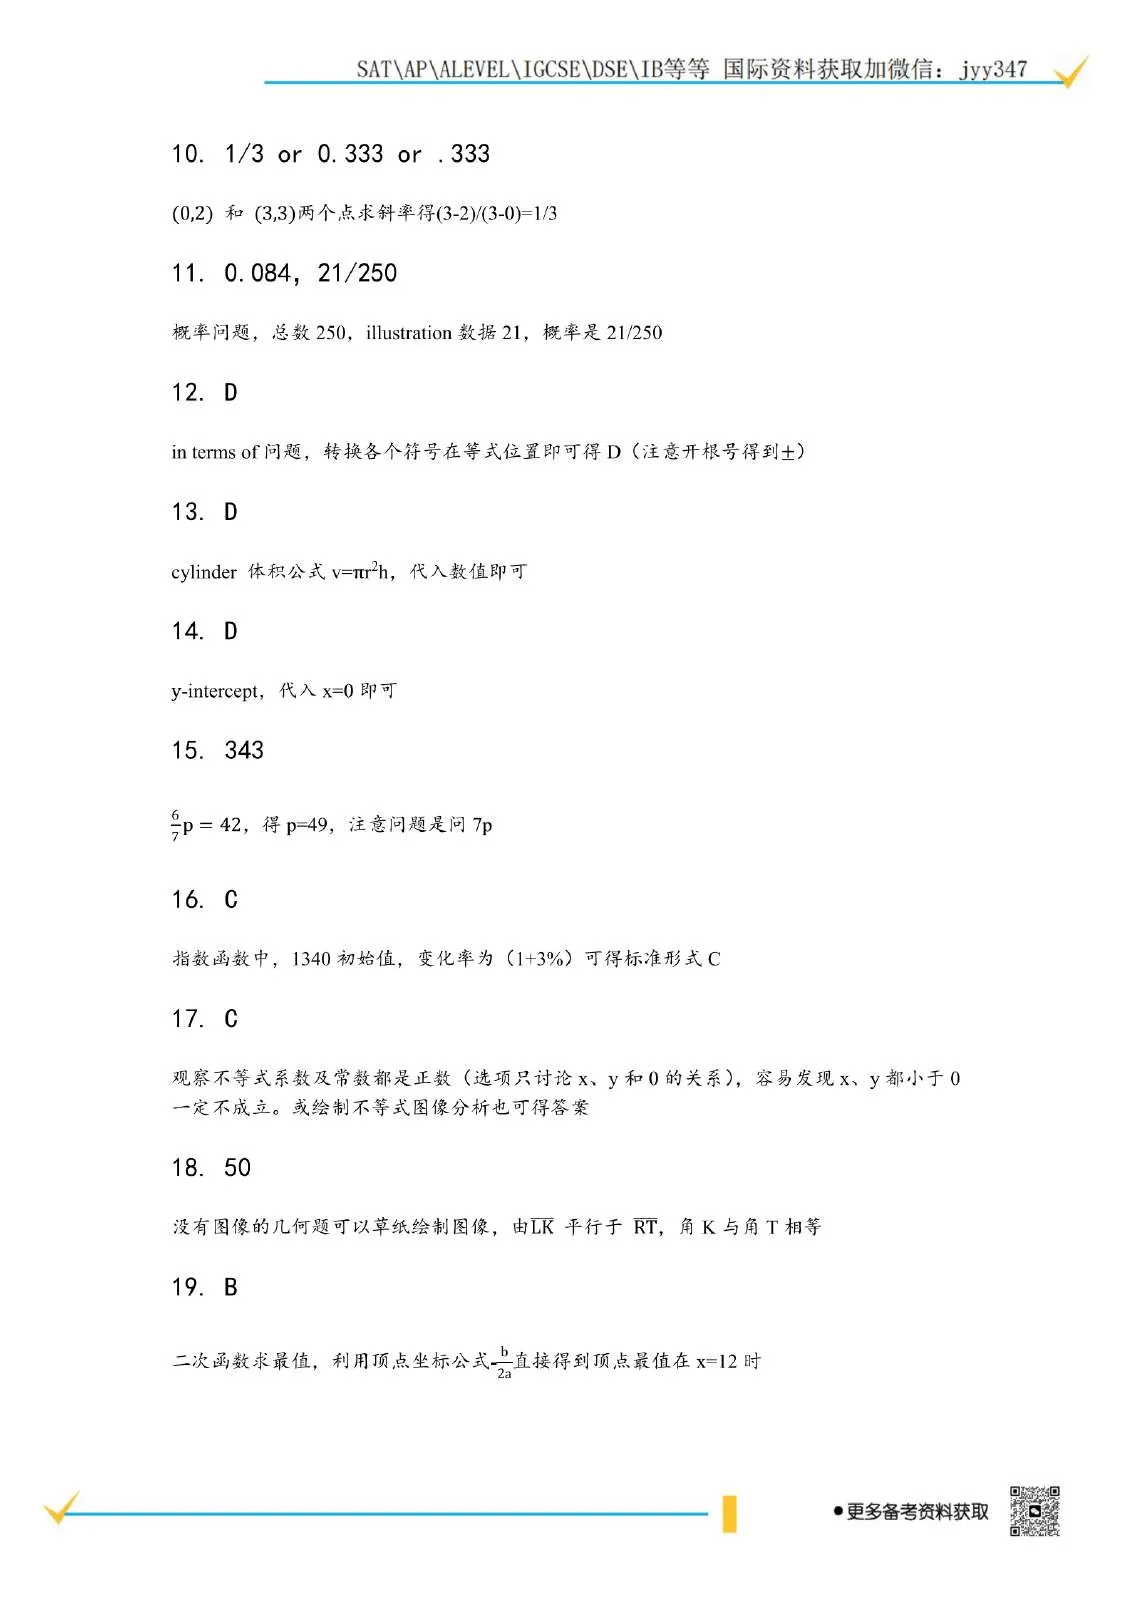 SAT\AP\ALEVEL\IGCSE\DSE\IB等等 国际资料获取加微信：jyy347
10. 1/3 or 0.333 or .333
(0,2) 和 (3,3)两个点求斜率得(3-2)/(3-0)=1/3
11. 0.084，21/250
概率问题，总数 250，illustration 数据 21，概率是 21/250
12. D
in terms of 问题，转换各个符号在等式位置即可得 D（注意开根号得到±）
13. D
cylinder 体积公式 v=πr²h，代入数值即可
14. D
y-intercept，代入 x=0 即可
15. 343
6/7 p = 42，得 p=49，注意问题是问 7p
16. C
指数函数中，1340 初始值，变化率为（1+3%）可得标准形式 C
17. C
观察不等式系数及常数都是正数（选项只讨论 x、y 和 0 的关系），容易发现 x、y 都小于 0
一定不成立。或绘制不等式图像分析也可得答案
18. 50
没有图像的几何题可以草纸绘制图像，由L̅K̅ 平行于 R̅T̅，角 K 与角 T 相等
19. B
二次函数求最值，利用顶点坐标公式-b/2a直接得到顶点最值在 x=12 时
●更多备考资料获取